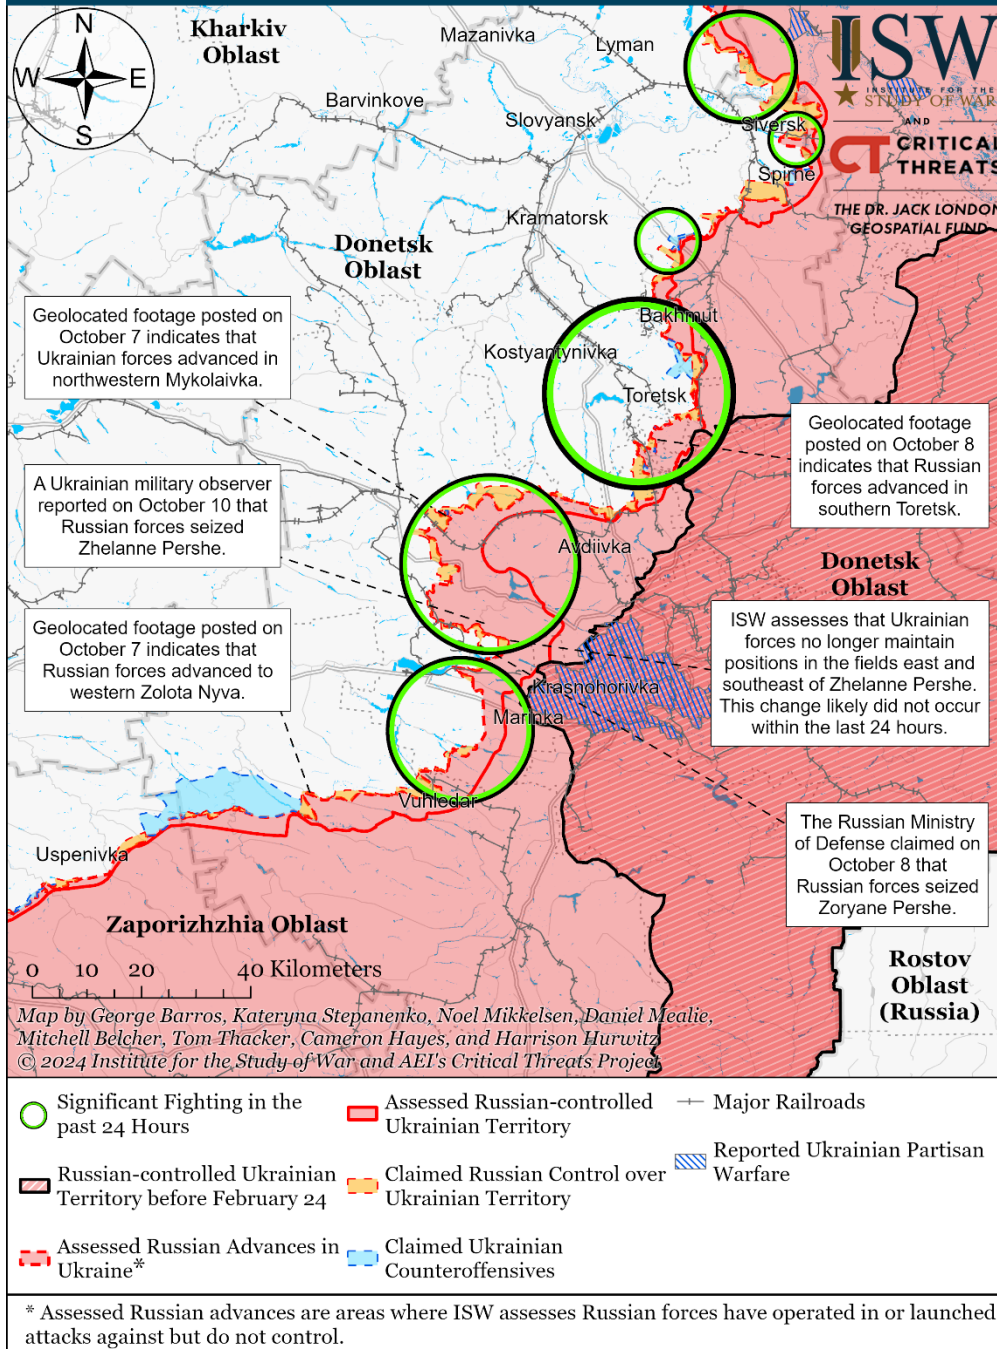 N
W
E
S
Kharkiv
Oblast
Mazanivka
Lyman
Barvinkove
Slovyansk
Siversk
Spirne
Kramatorsk
Donetsk
Oblast
ISW
INSTITUTE FOR THE
STUDY OF WAR
AND
CT
CRITICAL
THREATS
THE DR. JACK LONDON
GEOSPATIAL FUND
Geolocated footage posted on
October 7 indicates that
Ukrainian forces advanced in
northwestern Mykolaivka.
Bakhmut
Kostyantynivka
Toretsk
Geolocated footage
posted on October 8
indicates that Russian
forces advanced in
southern Toretsk.
A Ukrainian military observer
reported on October 10 that
Russian forces seized
Zhelanne Pershe.
Avdiivka
Donetsk
Oblast
Geolocated footage posted on
October 7 indicates that
Russian forces advanced to
western Zolota Nyva.
ISW assesses that Ukrainian
forces no longer maintain
positions in the fields east and
southeast of Zhelanne Pershe.
This change likely did not occur
within the last 24 hours.
Krasnohorivka
Marinka
Vuhledar
Uspenivka
The Russian Ministry
of Defense claimed on
October 8 that
Russian forces seized
Zoryane Pershe.
Zaporizhzhia Oblast
Rostov
Oblast
(Russia)
0 10 20 40 Kilometers
Map by George Barros, Kateryna Stepanenko, Noel Mikkelsen, Daniel Mealie,
Mitchell Belcher, Tom Thacker, Cameron Hayes, and Harrison Hurwitz
© 2024 Institute for the Study of War and AEI's Critical Threats Project
Significant Fighting in the
past 24 Hours
Russian-controlled Ukrainian
Territory before February 24
Assessed Russian Advances in
Ukraine*
Assessed Russian-controlled
Ukrainian Territory
Claimed Russian Control over
Ukrainian Territory
Claimed Ukrainian
Counteroffensives
Major Railroads
Reported Ukrainian Partisan
Warfare
* Assessed Russian advances are areas where ISW assesses Russian forces have operated in or launched
attacks against but do not control.